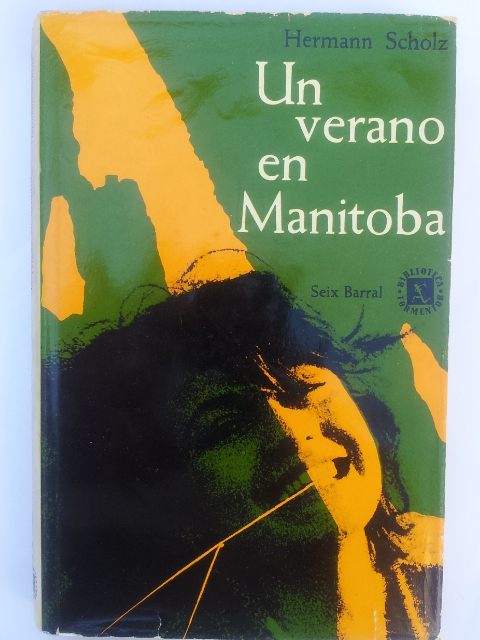 Hermann Scholz
Un
verano
en
Manitoba
Seix Barral
BIBLIOTECA
FORMENTOR